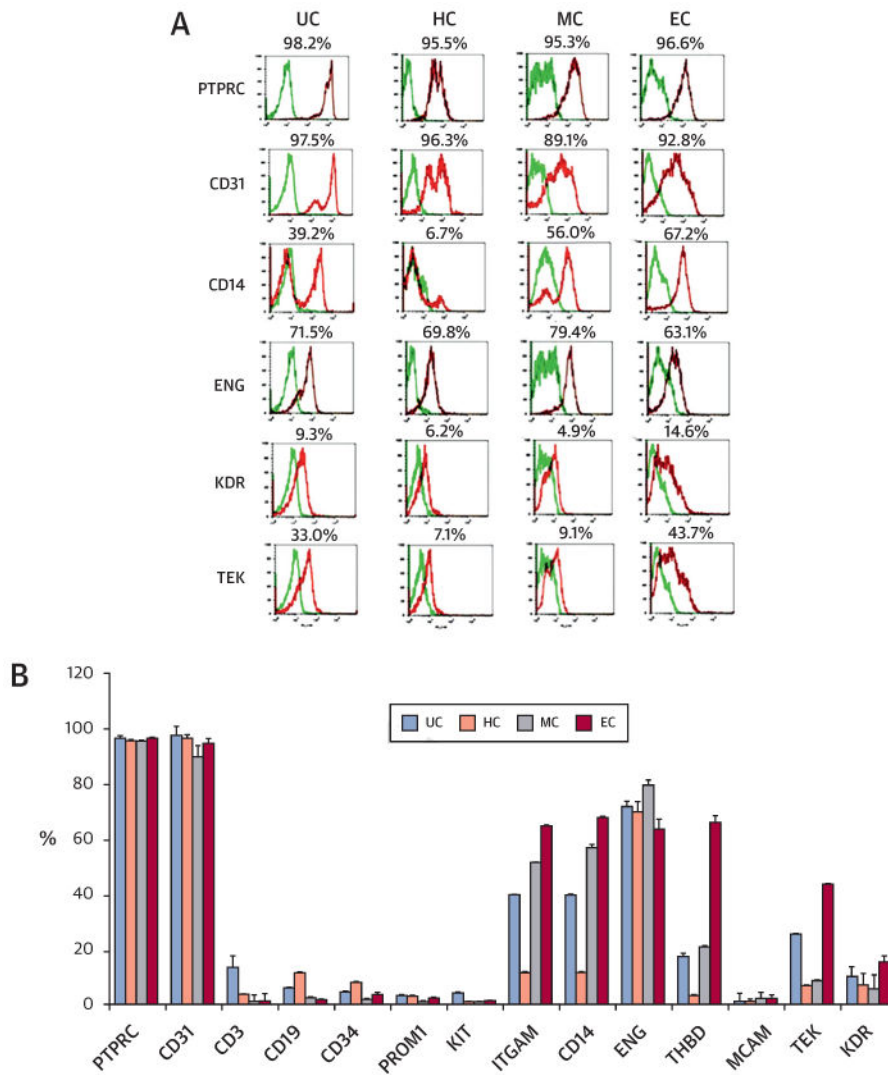 A
UC HC MC EC
98.2% 95.5% 95.3% 96.6%
PTPRC
97.5% 96.3% 89.1% 92.8%
CD31
39.2% 6.7% 56.0% 67.2%
CD14
71.5% 69.8% 79.4% 63.1%
ENG
9.3% 6.2% 4.9% 14.6%
KDR
33.0% 7.1% 9.1% 43.7%
TEK
B
120
100
80
60
40
20
0
%
UC HC MC EC
PTPRC CD31 CD3 CD19 CD34 PROM1 KIT ITGAM CD14 ENG THBD MCAM TEK KDR